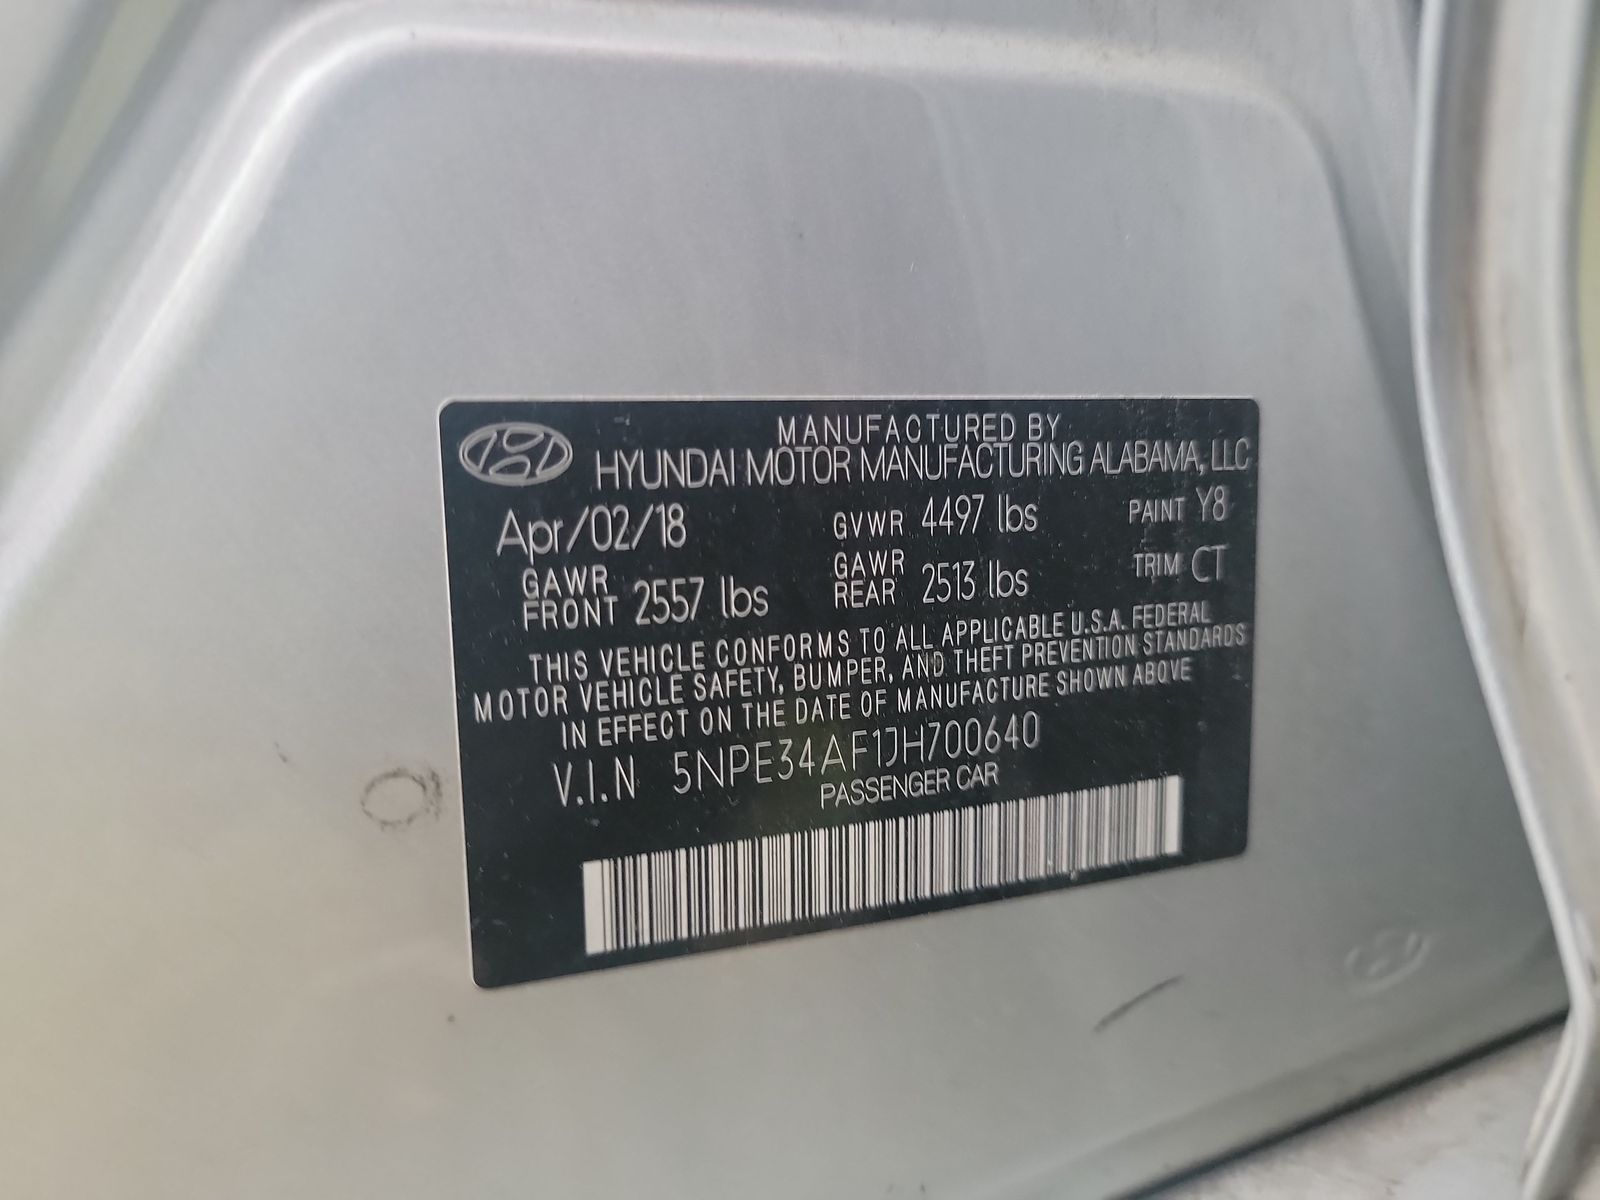 MANUFACTURED BY
HYUNDAI MOTOR MANUFACTURING ALABAMA, LLC
Apr/02/18 GVWR 4497 lbs PAINT Y8
GAWR FRONT 2557 lbs GAWR REAR 2513 lbs TRIM CT
THIS VEHICLE CONFORMS TO ALL APPLICABLE U.S.A. FEDERAL
MOTOR VEHICLE SAFETY, BUMPER, AND THEFT PREVENTION STANDARDS
IN EFFECT ON THE DATE OF MANUFACTURE SHOWN ABOVE
V.I.N 5NPE34AF1JH700640
PASSENGER CAR